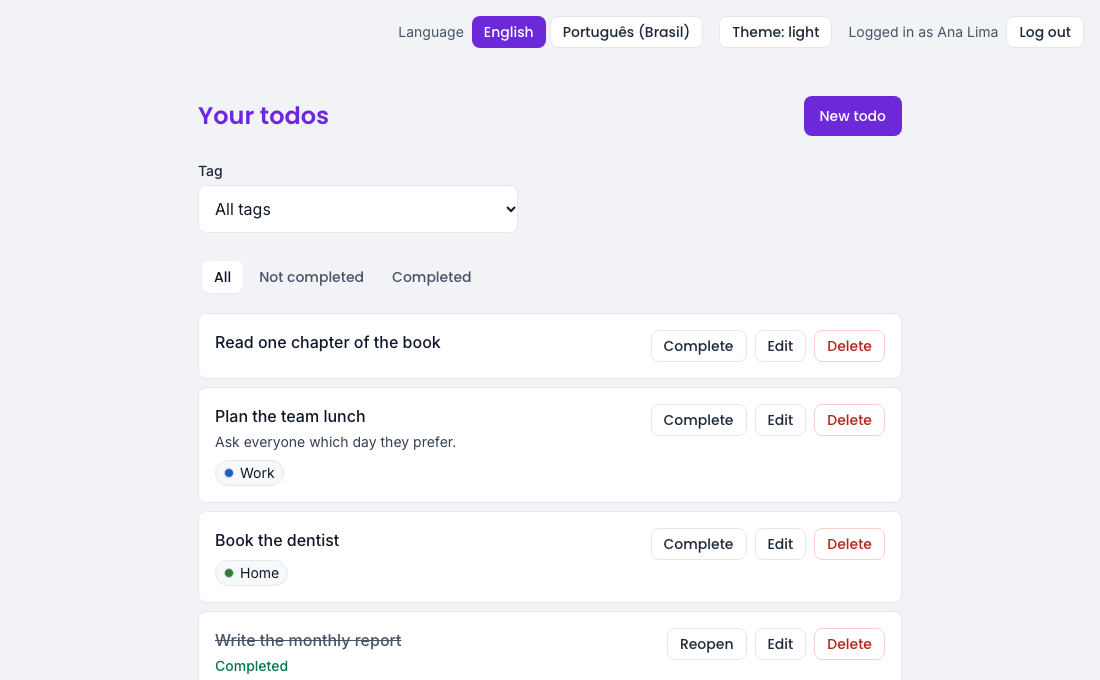 Language English Português (Brasil) Theme: light Logged in as Ana Lima Log out
Your todos New todo
Tag
All tags
All Not completed Completed
Read one chapter of the book Complete Edit Delete
Plan the team lunch Complete Edit Delete
Ask everyone which day they prefer.
Work
Book the dentist Complete Edit Delete
Home
Write the monthly report Reopen Edit Delete
Completed